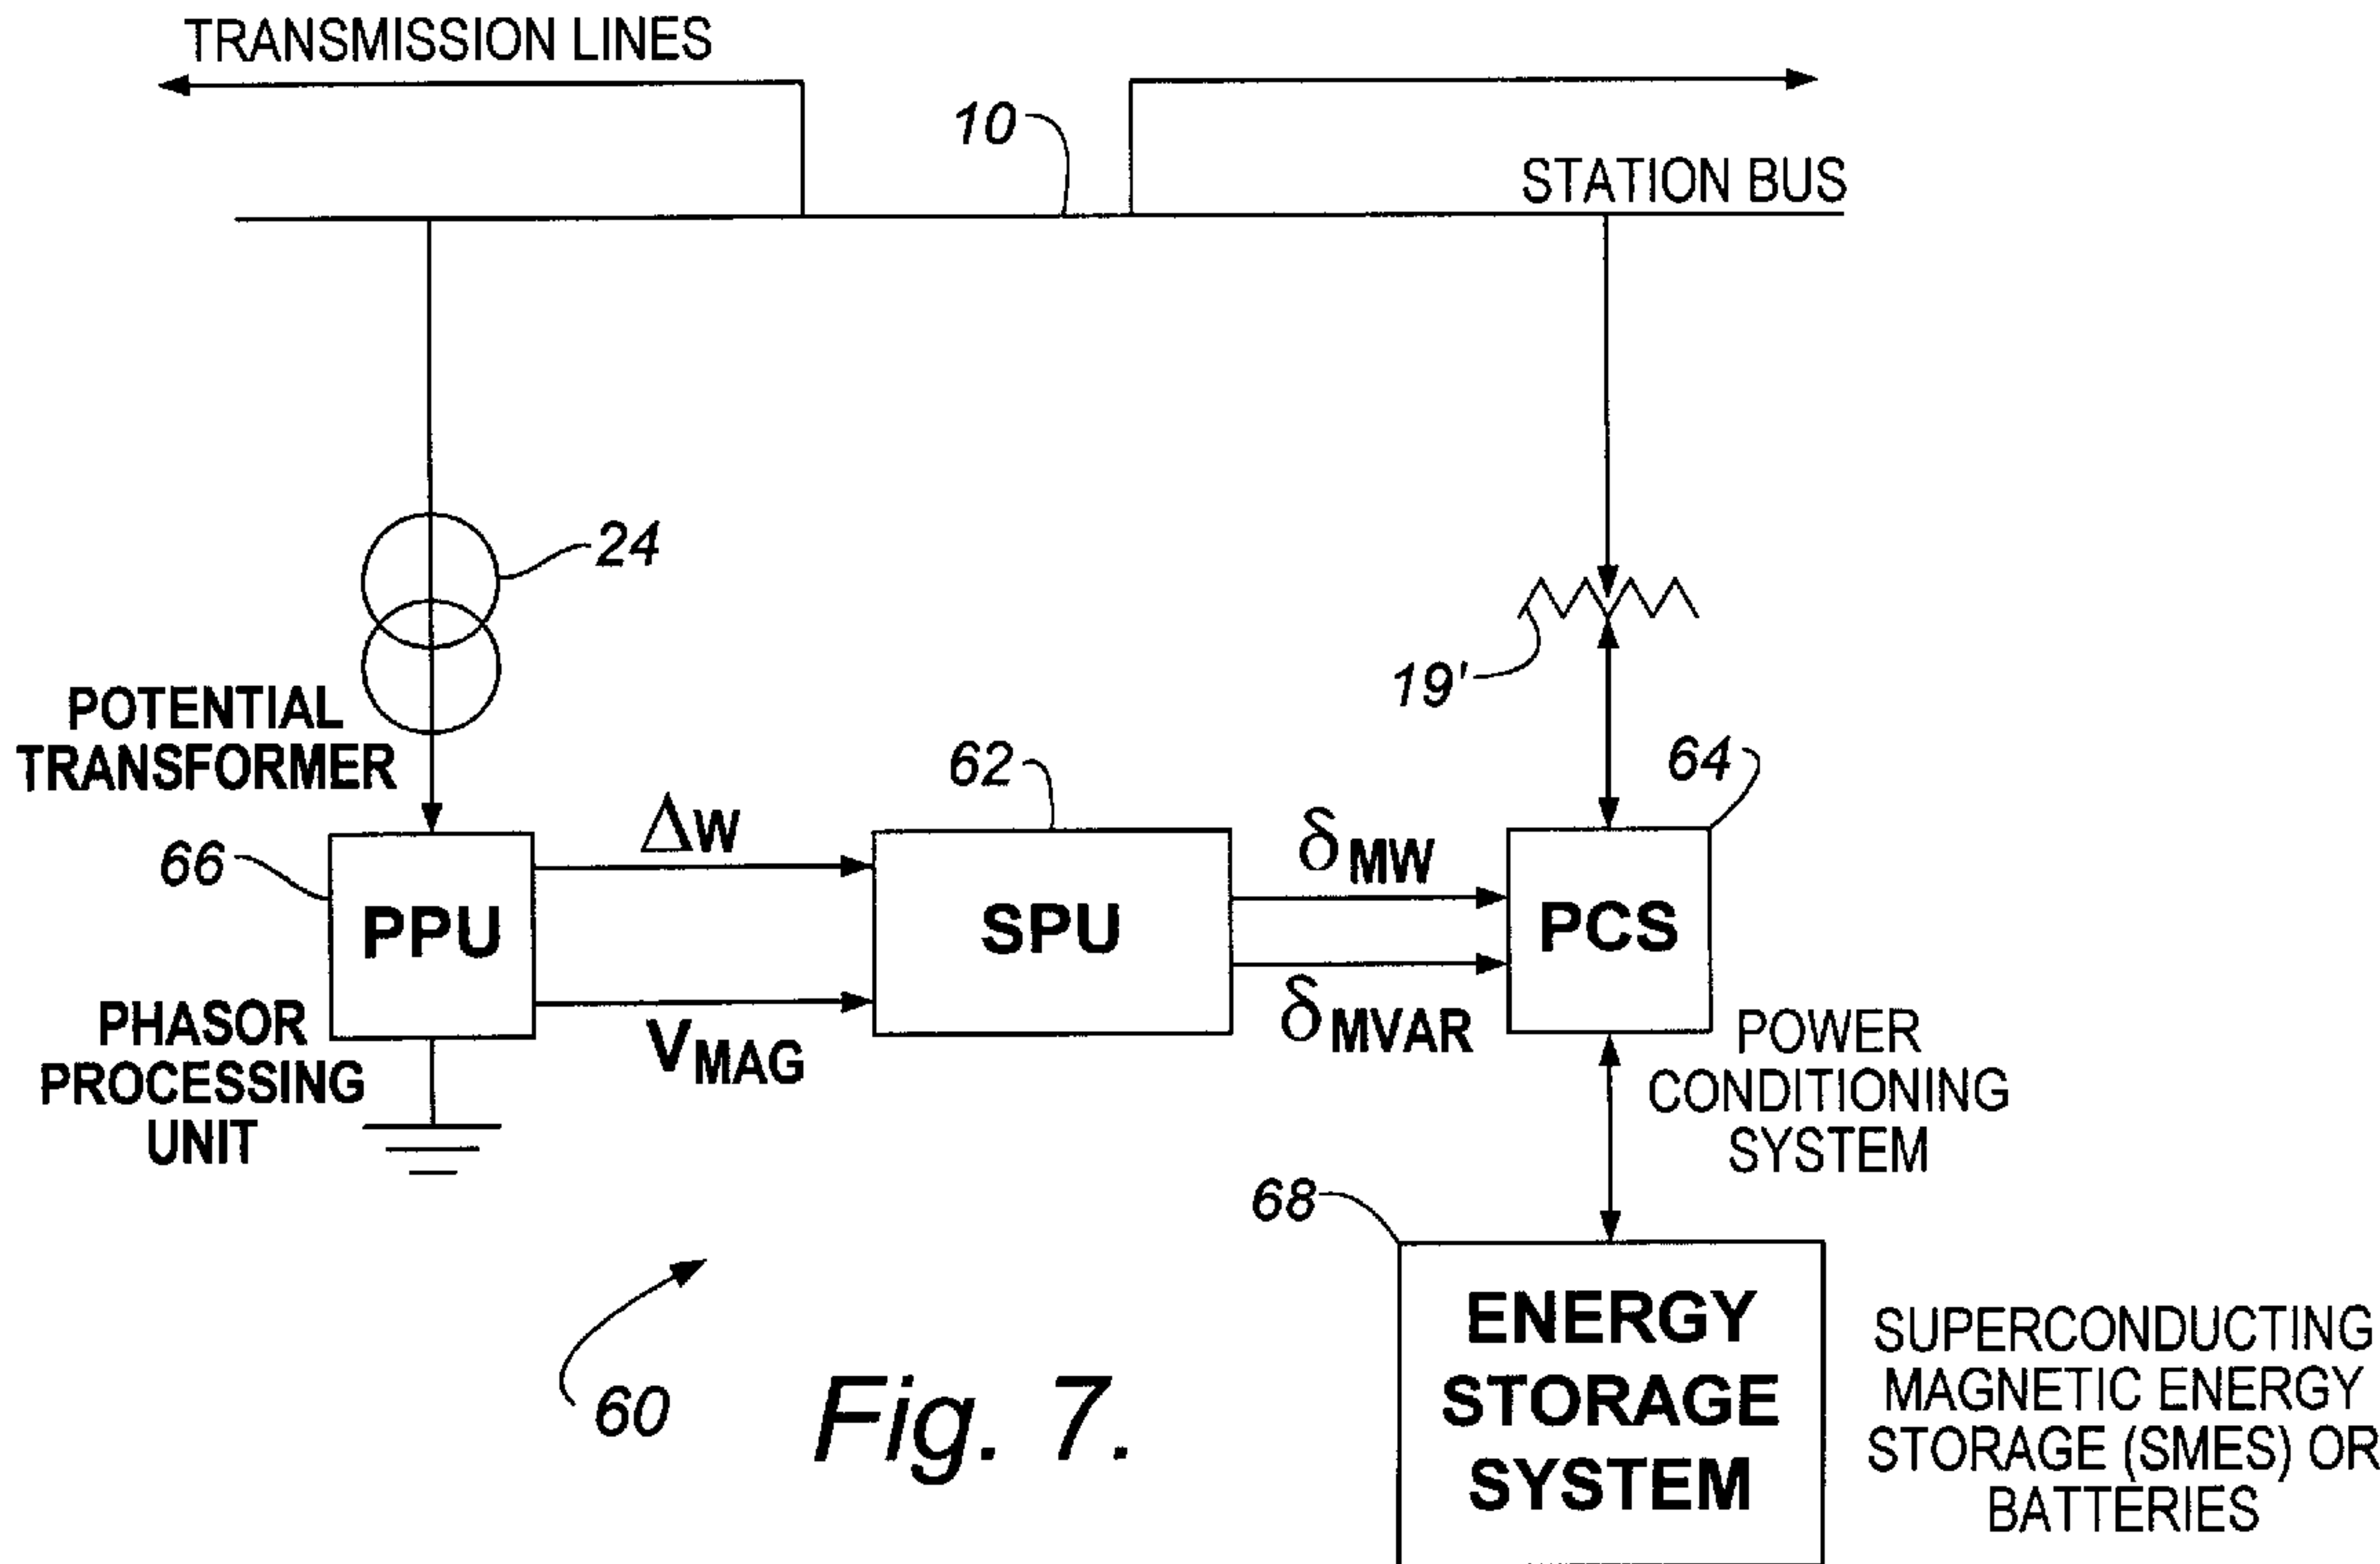 TRANSMISSION LINES
10
STATION BUS
24
19'
POTENTIAL
TRANSFORMER
62
64
66
ΔW
δMW
PPU
SPU
PCS
VMAG
δMVAR
PHASOR
PROCESSING
UNIT
POWER
CONDITIONING
SYSTEM
68
ENERGY
STORAGE
SYSTEM
SUPERCONDUCTING
MAGNETIC ENERGY
STORAGE (SMES) OR
BATTERIES
60
Fig. 7.